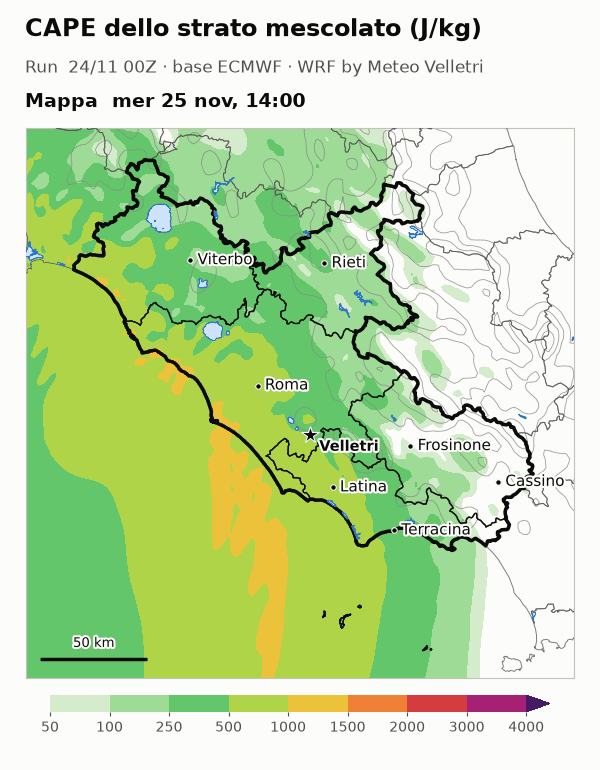 CAPE dello strato mescolato (J/kg)
Run 24/11 00Z · base ECMWF · WRF by Meteo Velletri
Mappa mer 25 nov, 14:00
Viterbo
Rieti
Roma
Velletri
Frosinone
Cassino
Latina
Terracina
50 km
50 100 250 500 1000 1500 2000 3000 4000